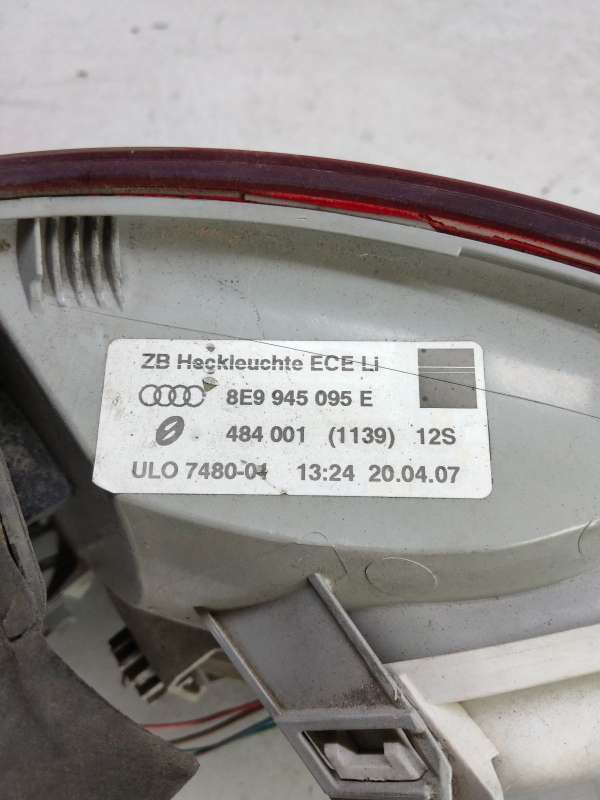 ZB Heckleuchte ECE Li
8E9 945 095 E
484 001 (1139) 12S
ULO 7480-01 13:24 20.04.07